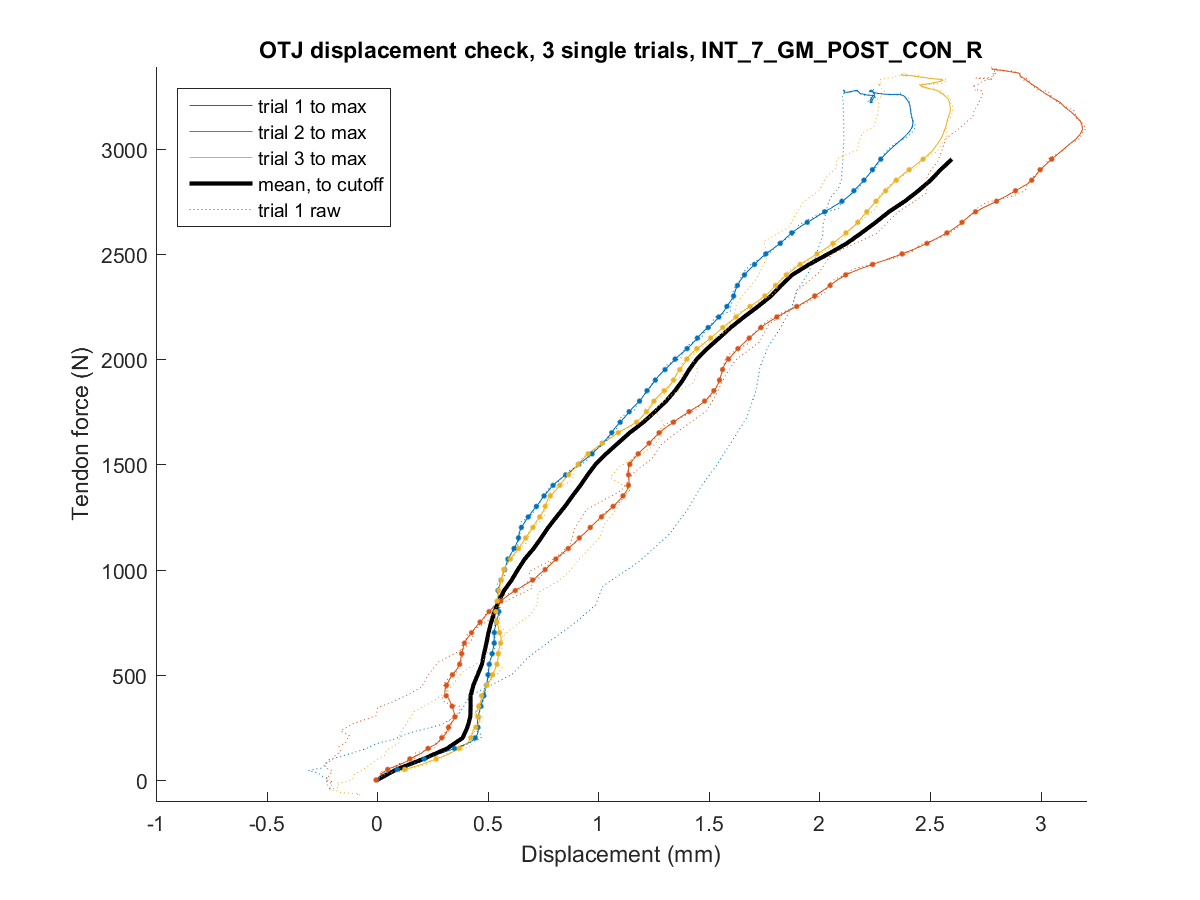 OTJ displacement check, 3 single trials, INT_7_GM_POST_CON_R
trial 1 to max
trial 2 to max
trial 3 to max
mean, to cutoff
trial 1 raw
3000
2500
2000
1500
1000
500
0
Tendon force (N)
-1
-0.5
0
0.5
1
1.5
2
2.5
3
Displacement (mm)